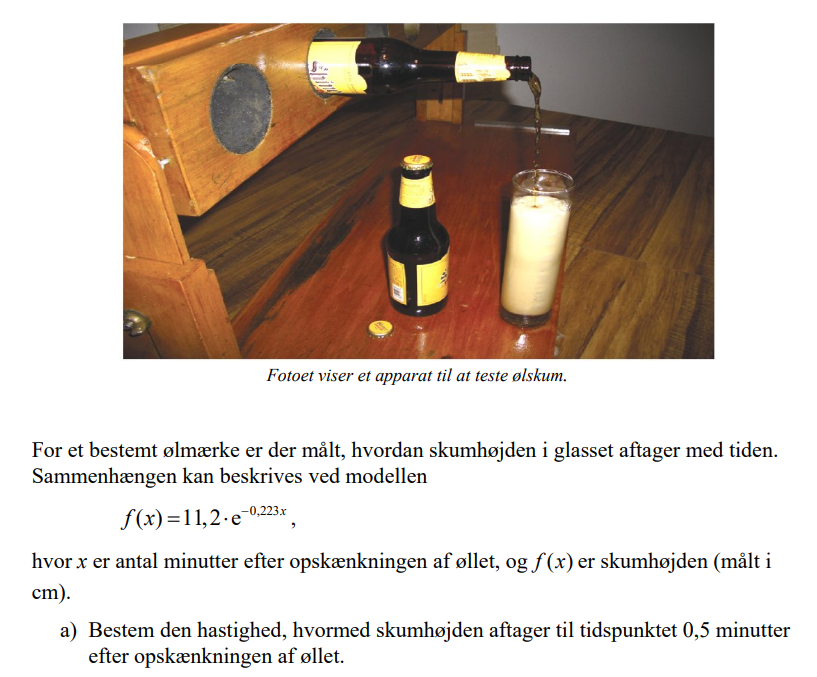 Fotoet viser et apparat til at teste ølskum.
For et bestemt ølmærke er der målt, hvordan skumhøjden i glasset aftager med tiden.
Sammenhængen kan beskrives ved modellen
f(x) = 11,2 · e^{-0,223x} ,
hvor x er antal minutter efter opskænkningen af øllet, og f(x) er skumhøjden (målt i
cm).
a) Bestem den hastighed, hvormed skumhøjden aftager til tidspunktet 0,5 minutter
efter opskænkningen af øllet.